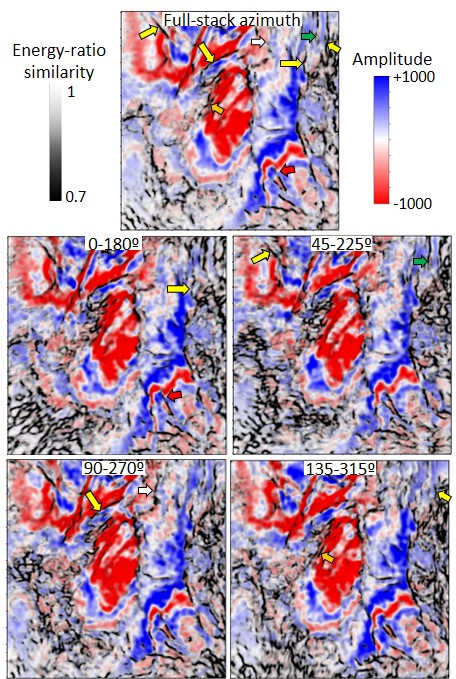 Full-stack azimuth
Energy-ratio
similarity
1
0.7
Amplitude
+1000
-1000
0-180º
45-225º
90-270º
135-315º